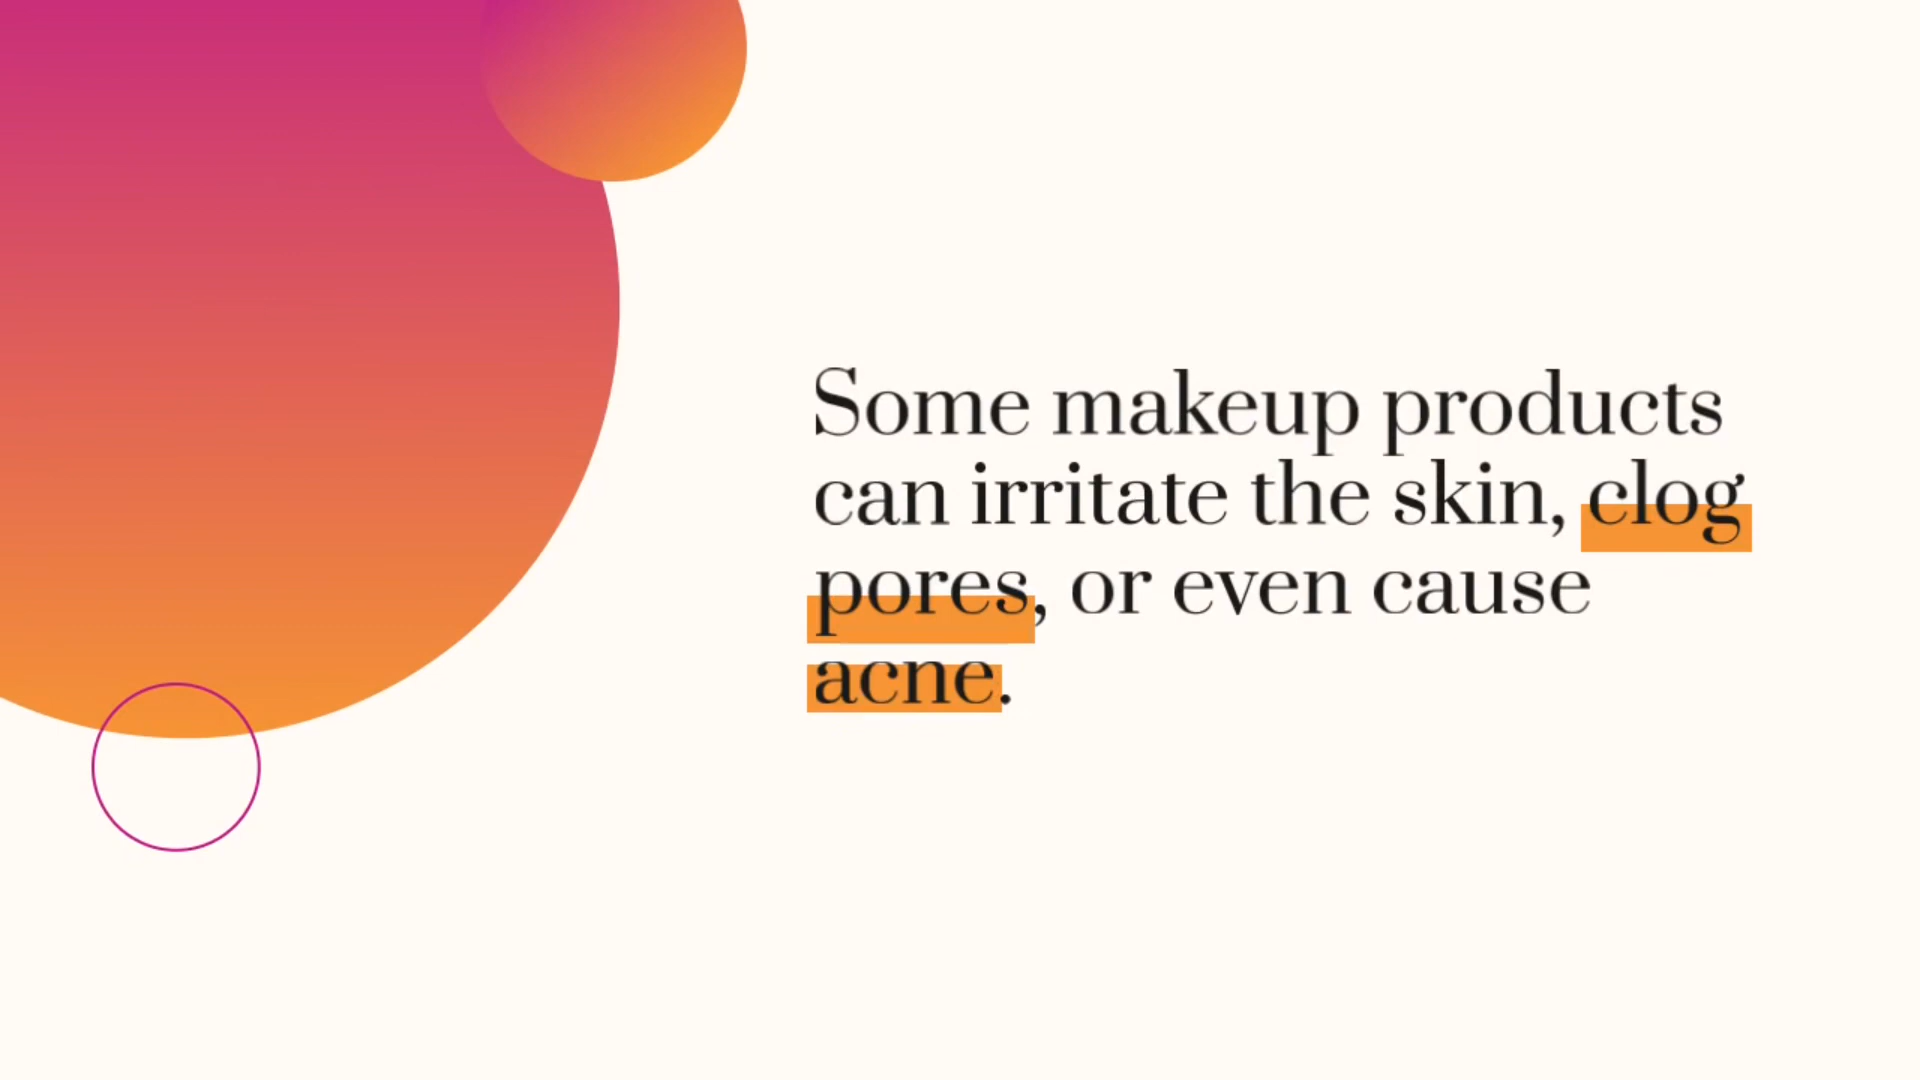 Some makeup products
can irritate the skin, clog
pores, or even cause
acne.